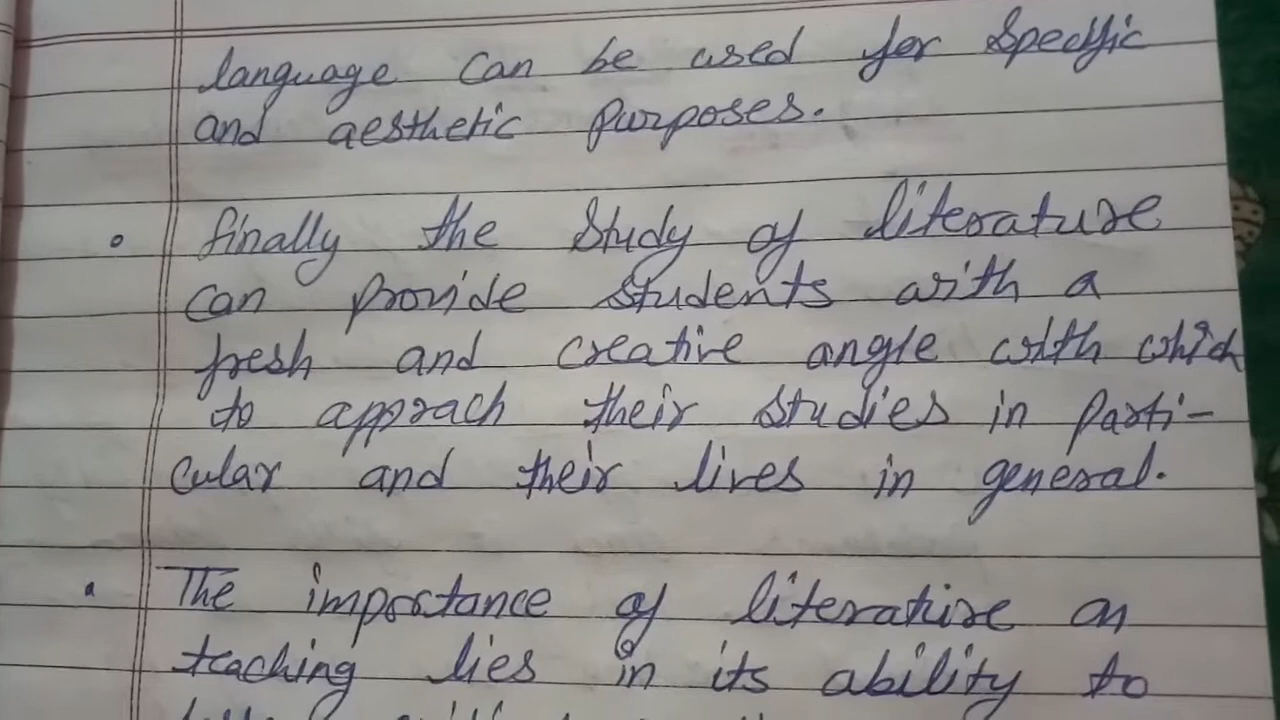 language can be used for specific
and aesthetic purposes.
finally the study of literature
can provide students with a
fresh and creative angle with which
to apprach their studies in parti-
cular and their lives in general.
The importance of literature on
teaching lies in its ability to